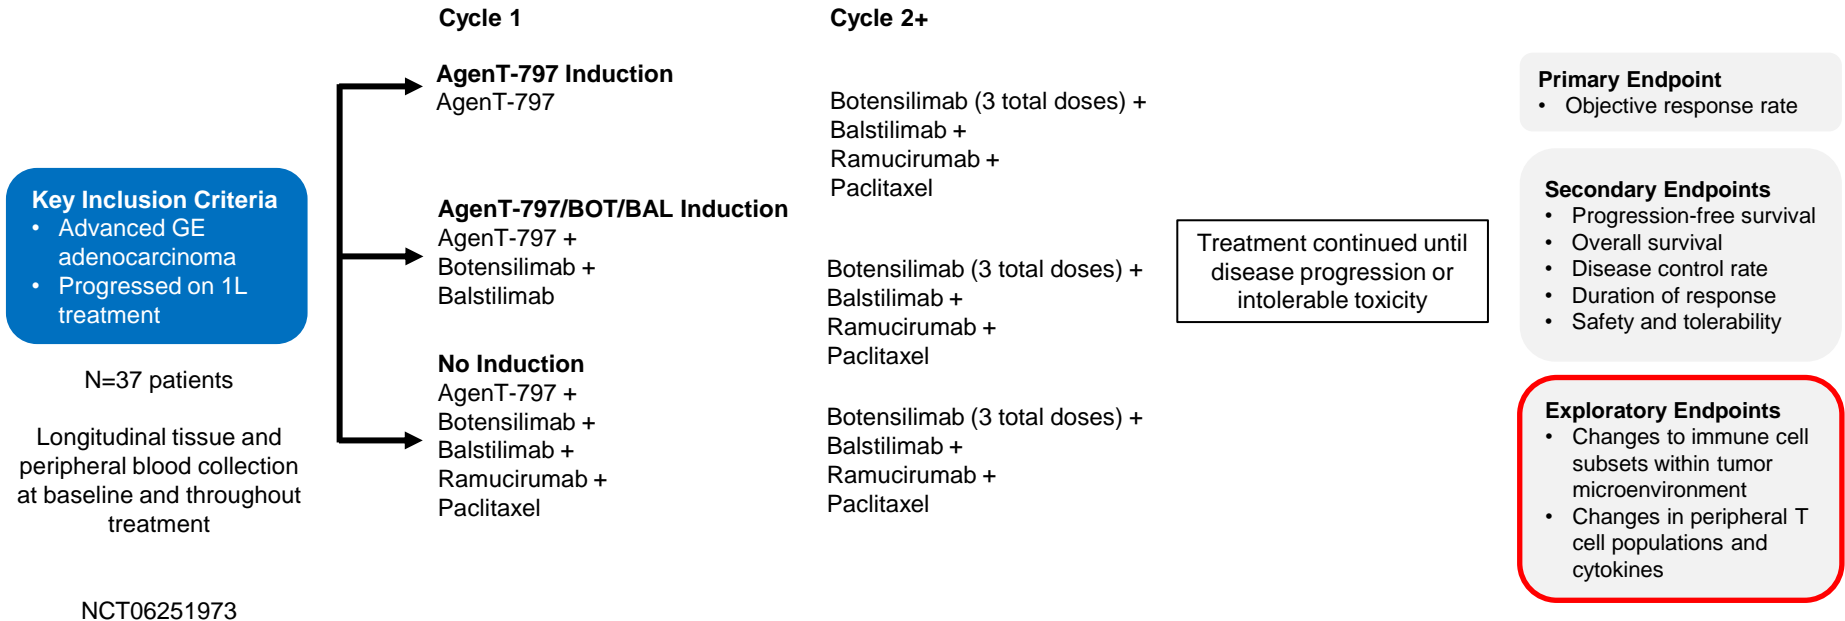 Key Inclusion Criteria
• Advanced GE
adenocarcinoma
• Progressed on 1L
treatment
N=37 patients
Longitudinal tissue and
peripheral blood collection
at baseline and throughout
treatment
NCT06251973
Cycle 1
AgenT-797 Induction
AgenT-797
AgenT-797/BOT/BAL Induction
AgenT-797 +
Botensilimab +
Balstilimab
No Induction
AgenT-797 +
Botensilimab +
Balstilimab +
Ramucirumab +
Paclitaxel
Cycle 2+
Botensilimab (3 total doses) +
Balstilimab +
Ramucirumab +
Paclitaxel
Botensilimab (3 total doses) +
Balstilimab +
Ramucirumab +
Paclitaxel
Botensilimab (3 total doses) +
Balstilimab +
Ramucirumab +
Paclitaxel
Treatment continued until
disease progression or
intolerable toxicity
Primary Endpoint
• Objective response rate
Secondary Endpoints
• Progression-free survival
• Overall survival
• Disease control rate
• Duration of response
• Safety and tolerability
Exploratory Endpoints
• Changes to immune cell
subsets within tumor
microenvironment
• Changes in peripheral T
cell populations and
cytokines